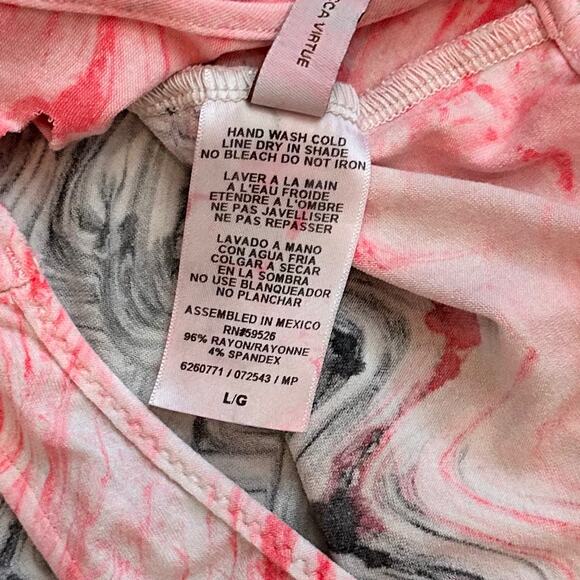 CCA VIRTUE
HAND WASH COLD
LINE DRY IN SHADE
NO BLEACH DO NOT IRON
LAVER A LA MAIN
A L'EAU FROIDE
ETENDRE A L'OMBRE
NE PAS JAVELLISER
NE PAS REPASSER
LAVADO A MANO
CON AGUA FRIA
COLGAR A SECAR
EN LA SOMBRA
NO USE BLANQUEADOR
NO PLANCHAR
ASSEMBLED IN MEXICO
RN#59526
96% RAYON/RAYONNE
4% SPANDEX
6260771 / 072543 / MP
L/G